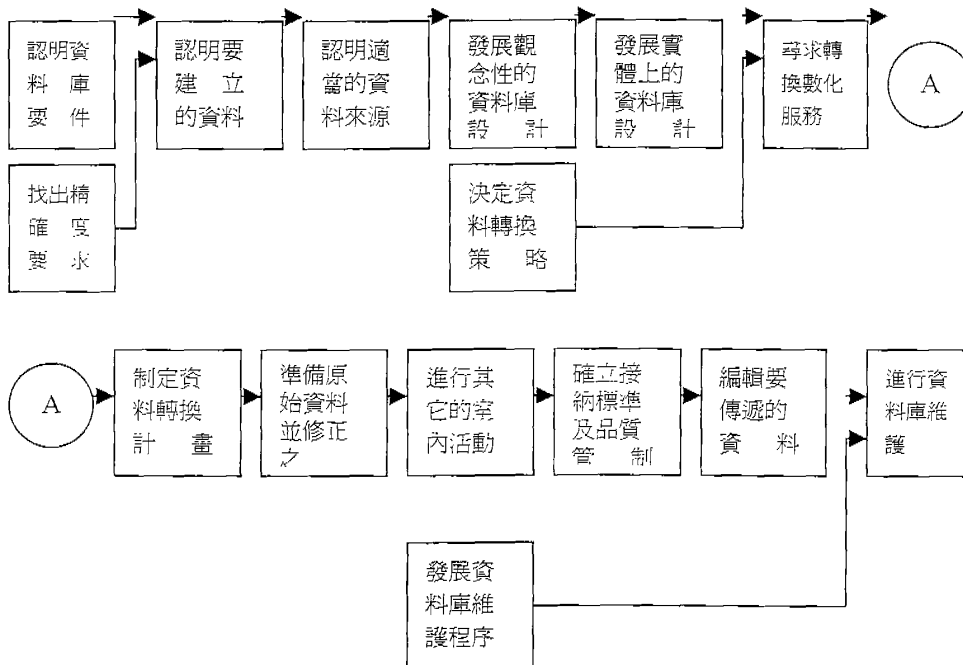 認明資
料庫
要件
認明要
建立
的資料
認明適
當的資
料來源
發展觀
念性的
資料庫
設計
發展實
體上的
資料庫
設計
尋求轉
換數化
服務
A
找出精
確度
要求
決定資
料轉換
策略
A
制定資
料轉換
計畫
準備原
始資料
並修正
之
進行其
它的室
內活動
確立接
納標準
及品質
管制
編輯要
傳遞的
資料
進行資
料庫維
護
發展資
料庫維
護程序